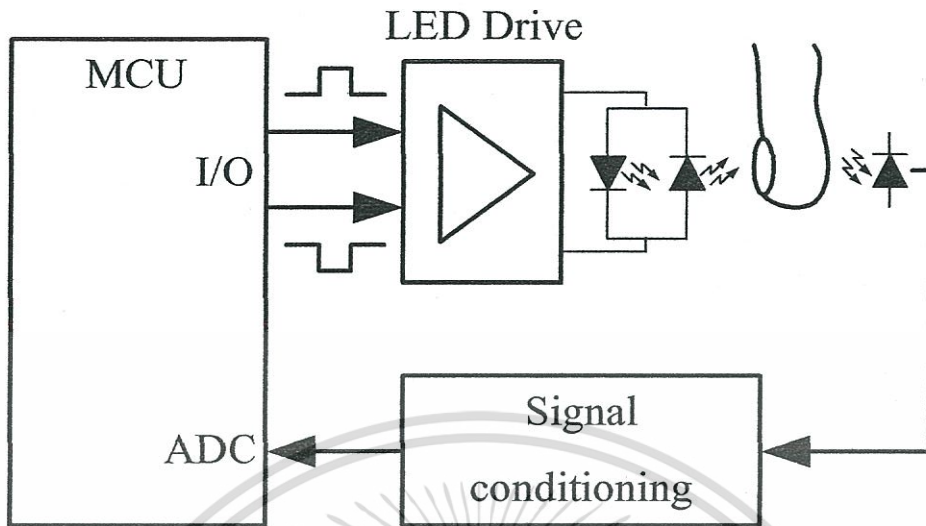 LED Drive
MCU
I/O
ADC
Signal
conditioning